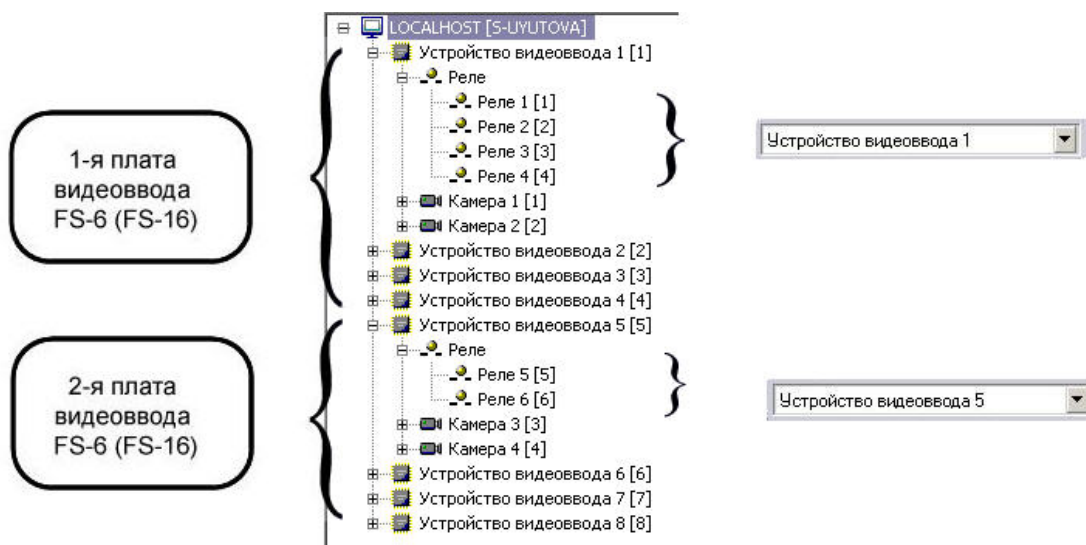 LOCALHOST [S-UYUTOVA]
Устройство видеоввода 1 [1]
Реле
Реле 1 [1]
Реле 2 [2]
Реле 3 [3]
Реле 4 [4]
Камера 1 [1]
Камера 2 [2]
Устройство видеоввода 2 [2]
Устройство видеоввода 3 [3]
Устройство видеоввода 4 [4]
Устройство видеоввода 5 [5]
Реле
Реле 5 [5]
Реле 6 [6]
Камера 3 [3]
Камера 4 [4]
Устройство видеоввода 6 [6]
Устройство видеоввода 7 [7]
Устройство видеоввода 8 [8]
1-я плата
видеоввода
FS-6 (FS-16)
2-я плата
видеоввода
FS-6 (FS-16)
Устройство видеоввода 1
Устройство видеоввода 5